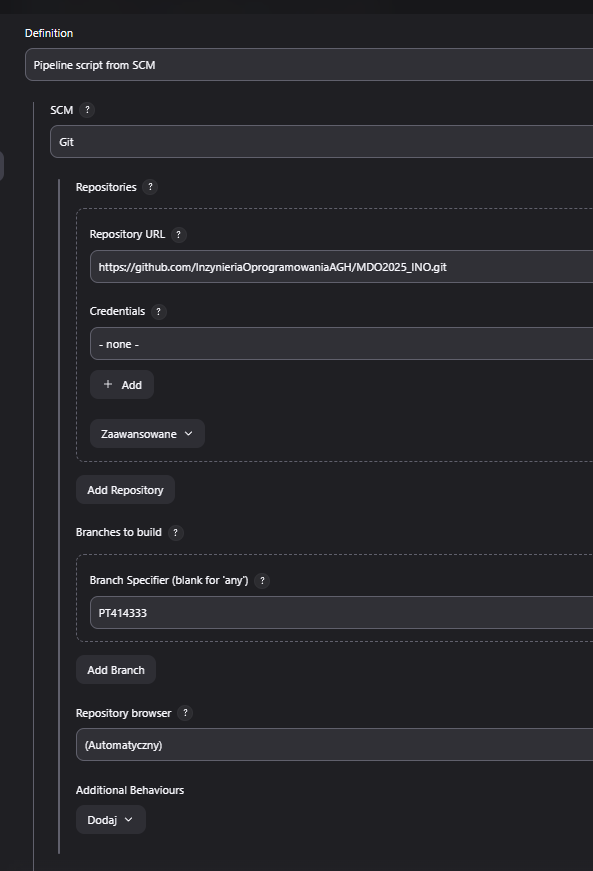 Definition
Pipeline script from SCM
SCM ?
Git
Repositories ?
Repository URL ?
https://github.com/InzynieriaOprogramowaniaAGH/MDO2025_INO.git
Credentials ?
- none -
+ Add
Zaawansowane
Add Repository
Branches to build ?
Branch Specifier (blank for 'any') ?
PT414333
Add Branch
Repository browser ?
(Automatyczny)
Additional Behaviours
Dodaj